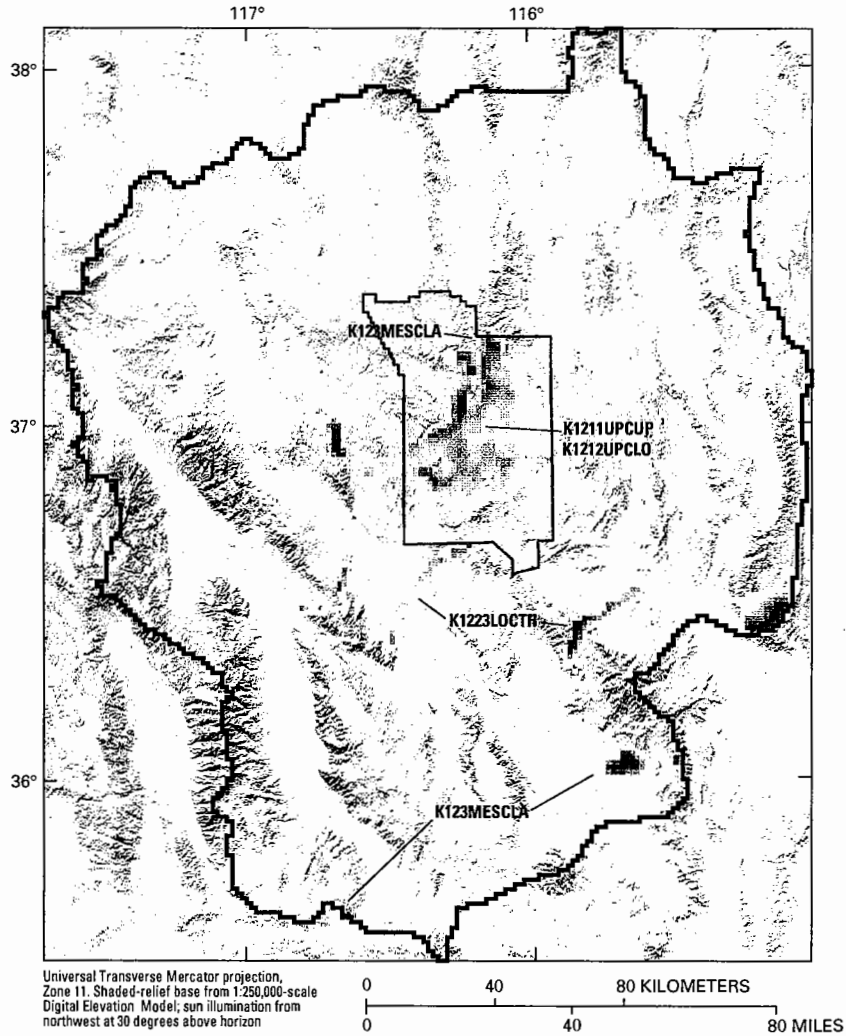 117° 116°
38°
K123MESCLA
37°
K1211UPCUP
K1212UPCLO
K1223LOCTR
36°
K123MESCLA
Universal Transverse Mercator projection,
Zone 11. Shaded-relief base from 1:250,000-scale
Digital Elevation Model; sun illumination from
northwest at 30 degrees above horizon
0 40 80 KILOMETERS
0 40 80 MILES